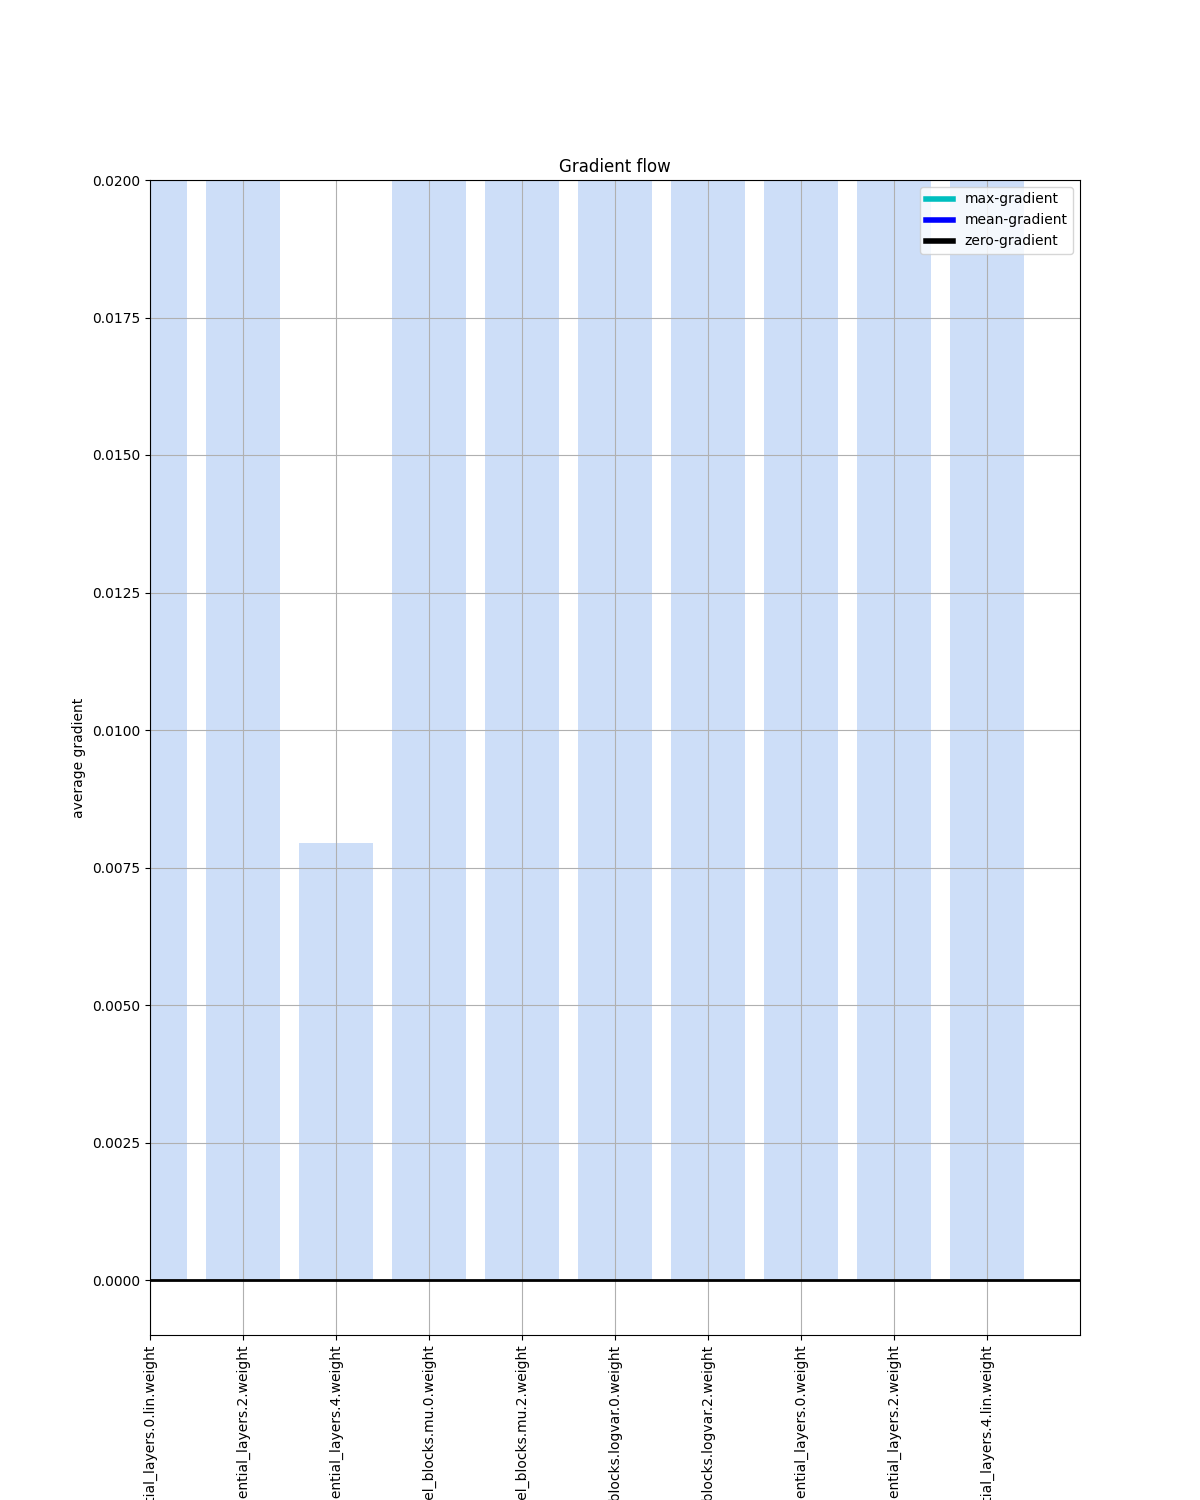 Gradient flow
0.0200
0.0175
0.0150
0.0125
0.0100
0.0075
0.0050
0.0025
0.0000
average gradient
max-gradient
mean-gradient
zero-gradient
tial_layers.0.lin.weight
ential_layers.2.weight
ential_layers.4.weight
el_blocks.mu.0.weight
el_blocks.mu.2.weight
blocks.logvar.0.weight
blocks.logvar.2.weight
ential_layers.0.weight
ential_layers.2.weight
tial_layers.4.lin.weight